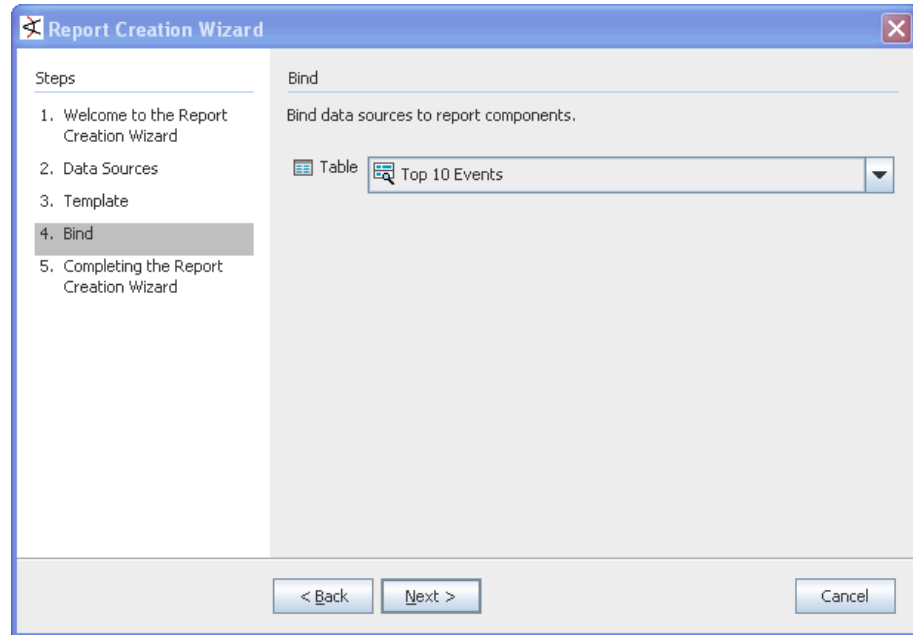 Report Creation Wizard
Steps
1. Welcome to the Report
Creation Wizard
2. Data Sources
3. Template
4. Bind
5. Completing the Report
Creation Wizard
Bind
Bind data sources to report components.
Table
Top 10 Events
< Back
Next >
Cancel